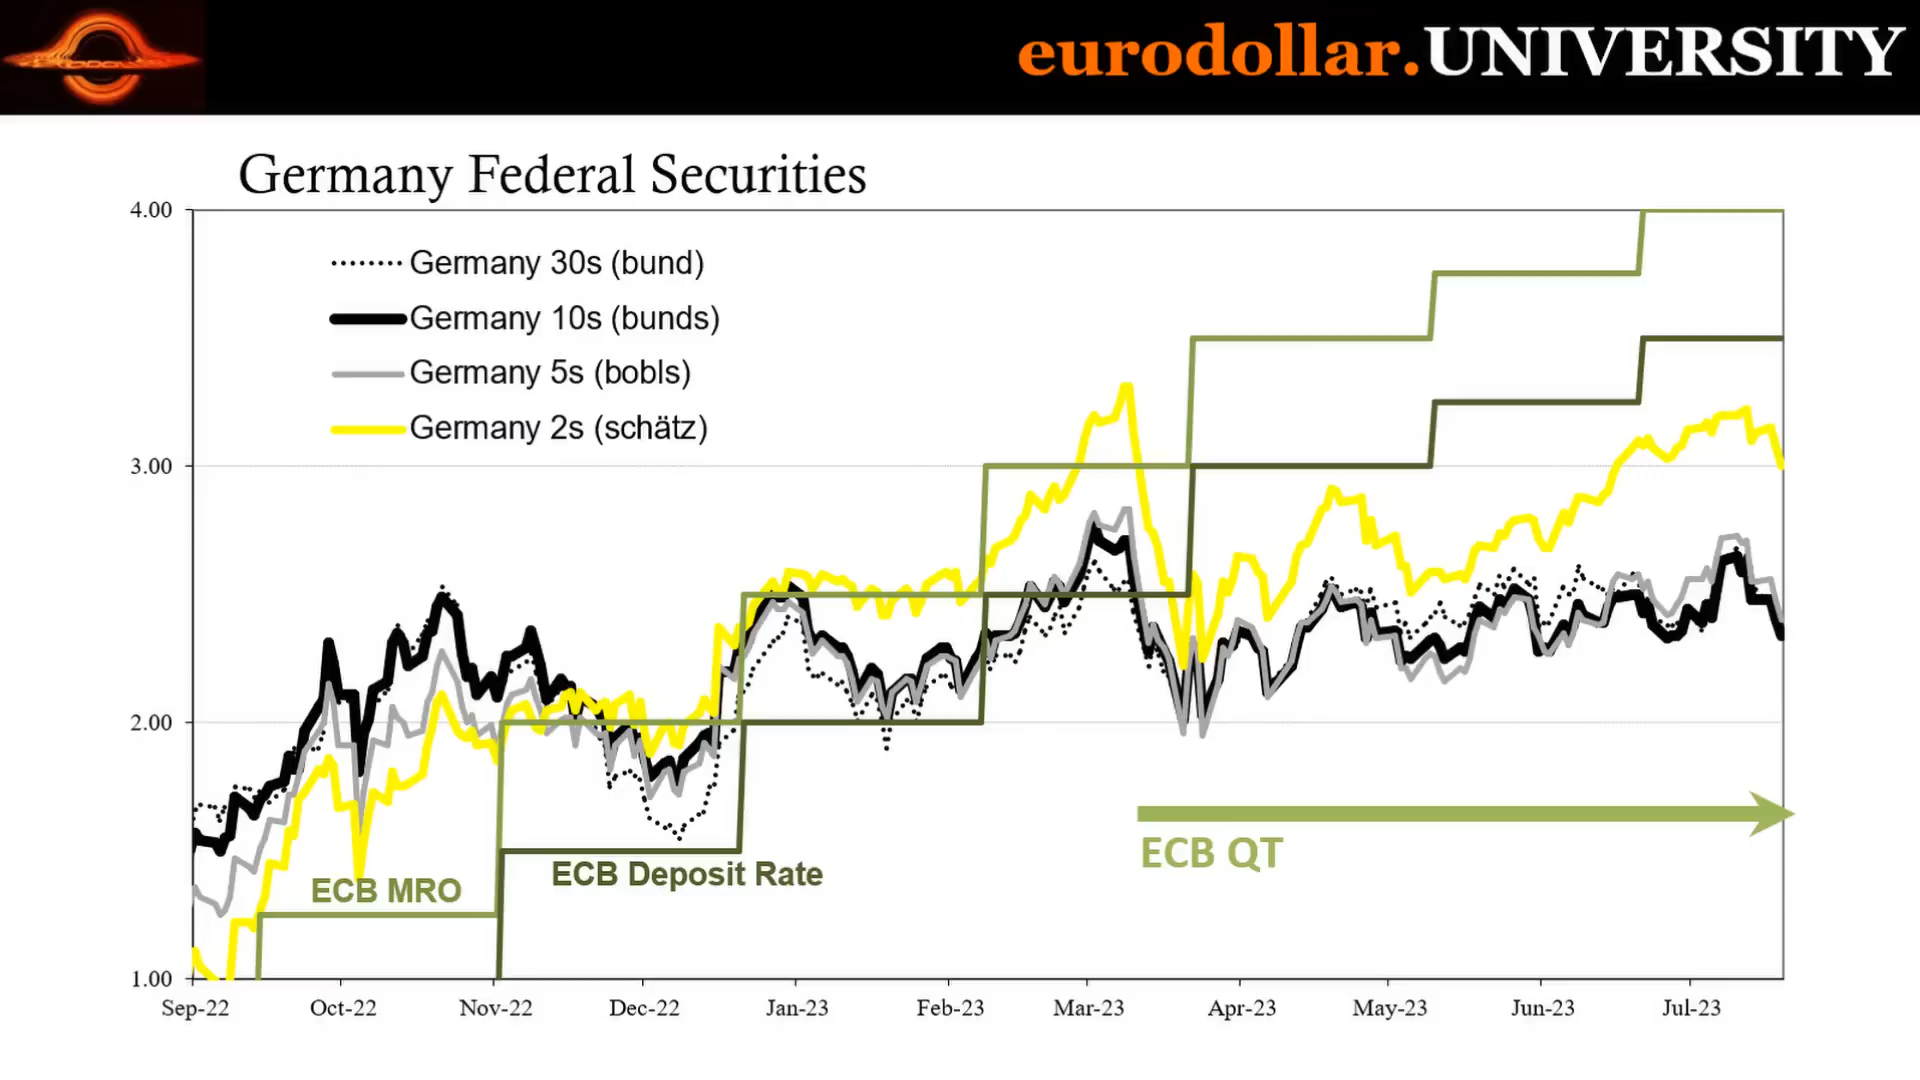 eurodollar.UNIVERSITY
Germany Federal Securities
4.00
3.00
2.00
1.00
Germany 30s (bund)
Germany 10s (bunds)
Germany 5s (bobls)
Germany 2s (schätz)
ECB MRO
ECB Deposit Rate
ECB QT
Sep-22 Oct-22 Nov-22 Dec-22 Jan-23 Feb-23 Mar-23 Apr-23 May-23 Jun-23 Jul-23